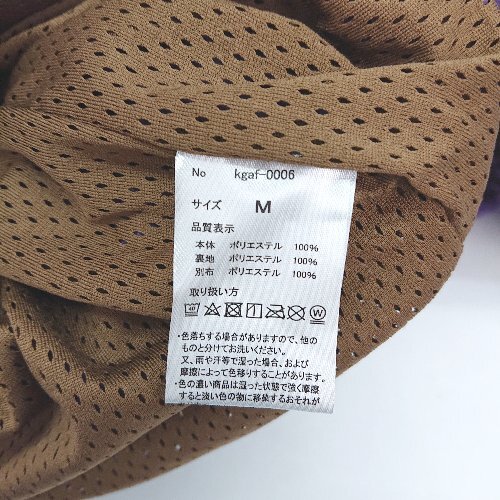 No kgaf-0006
サイズ M
品質表示
本体 ポリエステル 100%
裏地 ポリエステル 100%
別布 ポリエステル 100%
取り扱い方
・色落ちする場合がありますので、他の
ものと分けてお洗いください。
又、雨や汗等で湿った場合、および
摩擦によって色移りすることがあります。
・色の濃い商品は湿った状態で強く摩擦
すると淡い色の物に移染するおそれが